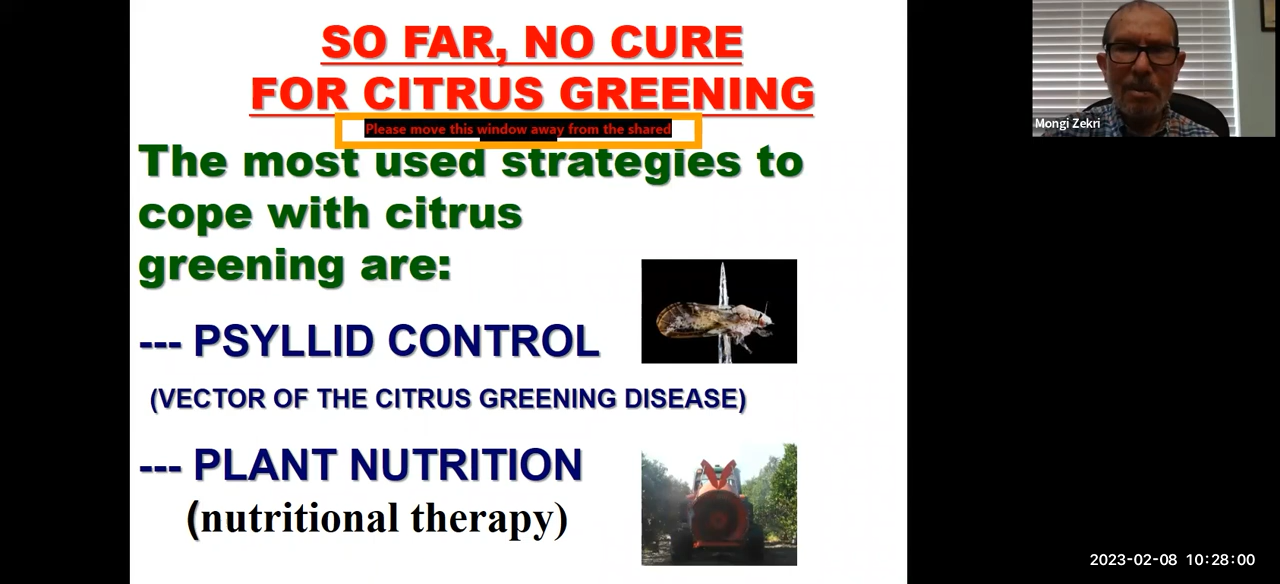 SO FAR, NO CURE
FOR CITRUS GREENING
Please move this window away from the shared
The most used strategies to
cope with citrus
greening are:
--- PSYLLID CONTROL
(VECTOR OF THE CITRUS GREENING DISEASE)
--- PLANT NUTRITION
(nutritional therapy)
Mongi Zekri
2023-02-08 10:28:00